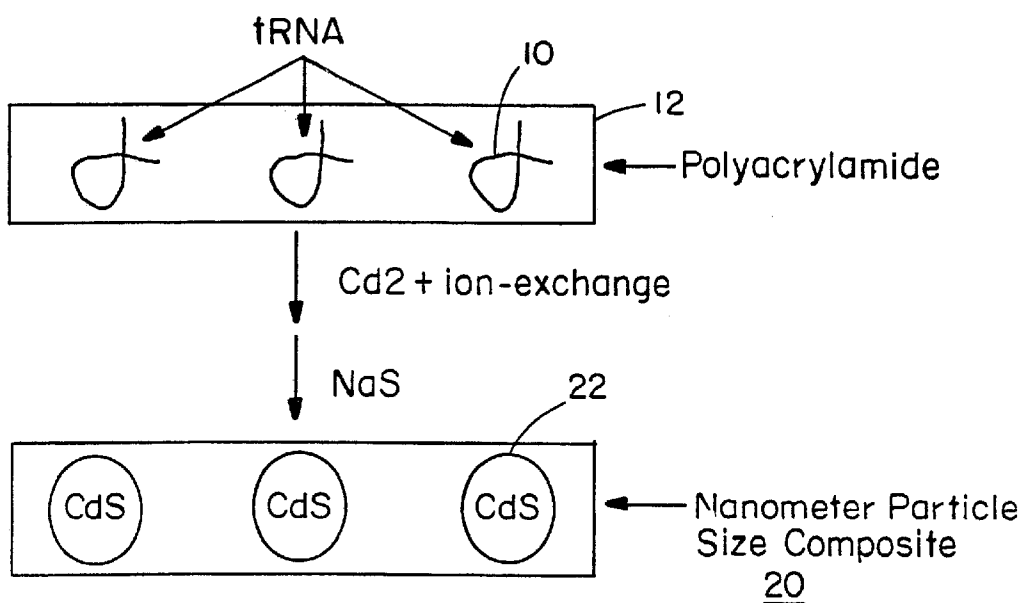 tRNA
10
12
Polyacrylamide
Cd2+ ion-exchange
NaS
22
CdS CdS CdS
Nanometer Particle
Size Composite
20